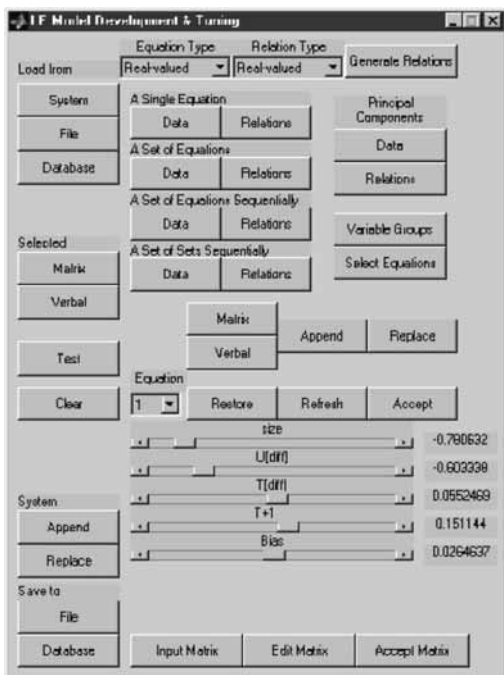 LE Model Development & Tuning
Equation Type Relation Type
Load from Real-valued Real-valued Generate Relations
System
File
Database
A Single Equation
Data Relations
A Set of Equations
Data Relations
A Set of Equations Sequentially
Data Relations
A Set of Sets Sequentially
Data Relations
Principal
Components
Data
Relations
Variable Groups
Select Equations
Selected
Matrix
Verbal
Test
Clear
Matrix
Verbal
Append Replace
Equation
1 Restore Refresh Accept
size
-0.780632
U(diff)
-0.603338
T(diff)
0.0552469
T+1
0.151144
Bias
0.0264637
System
Append
Replace
Save to
File
Database
Input Matrix Edit Matrix Accept Matrix